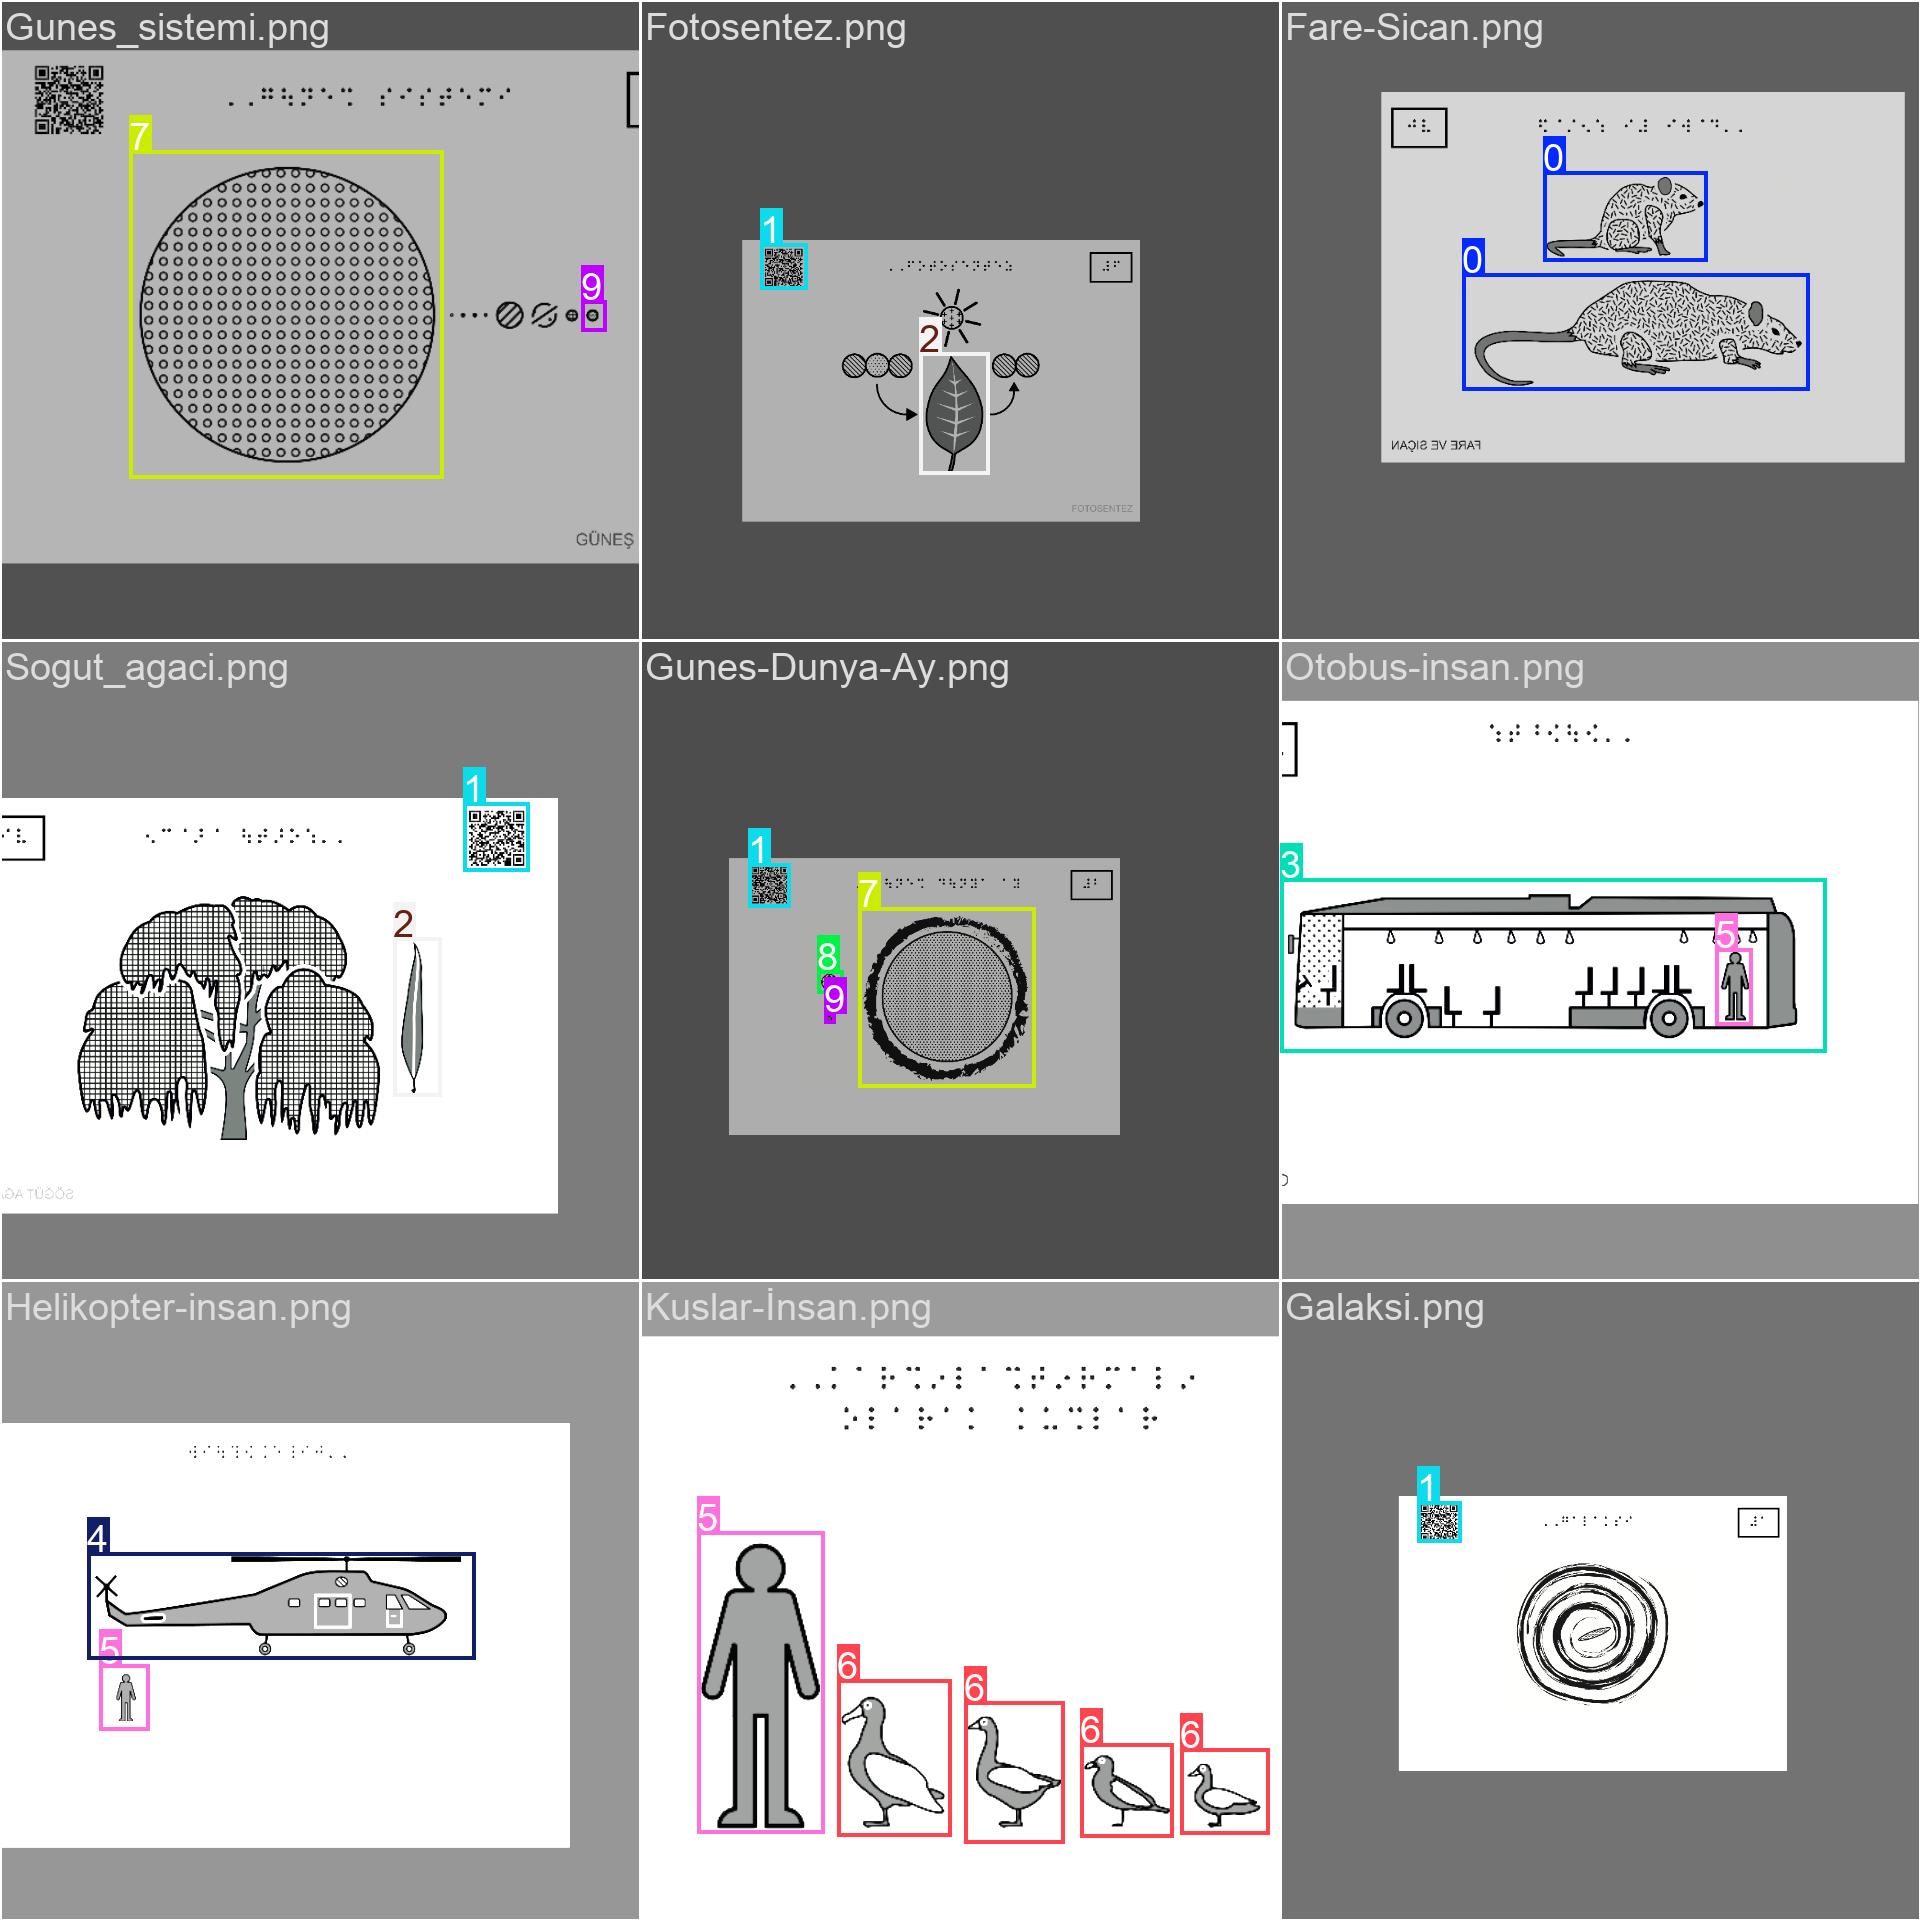 Gunes_sistemi.png
7
9
GÜNEŞ
Fotosentez.png
1
2
FOTOSENTEZ
Fare-Sican.png
0
0
FARE VE SIÇAN
Sogut_agaci.png
1
2
SÖĞÜT AĞA
Gunes-Dunya-Ay.png
1
7
8
9
Otobus-insan.png
3
5
Helikopter-insan.png
4
5
Kuslar-İnsan.png
5
6
6
6
6
Galaksi.png
1